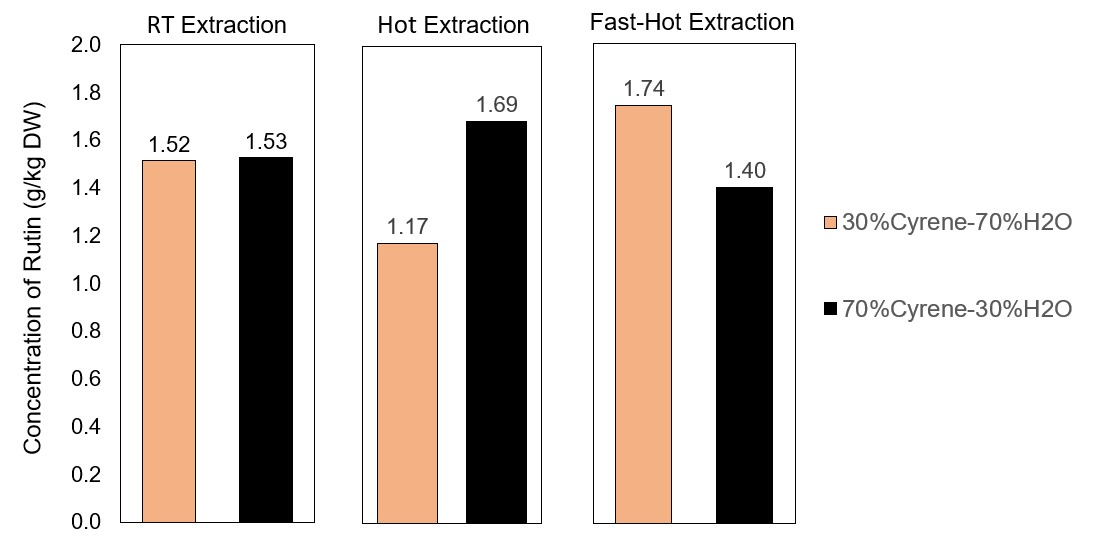 RT Extraction
Hot Extraction
Fast-Hot Extraction
Concentration of Rutin (g/kg DW)
2.0
1.8
1.6
1.4
1.2
1.0
0.8
0.6
0.4
0.2
0.0
1.52
1.53
1.17
1.69
1.74
1.40
30%Cyrene-70%H2O
70%Cyrene-30%H2O